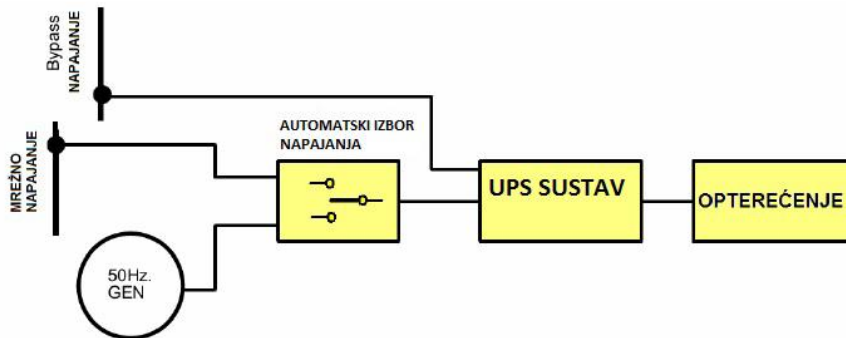 Bypass
NAPAJANJE
MREŽNO
NAPAJANJE
AUTOMATSKI IZBOR
NAPAJANJA
UPS SUSTAV
OPTEREĆENJE
50Hz.
GEN